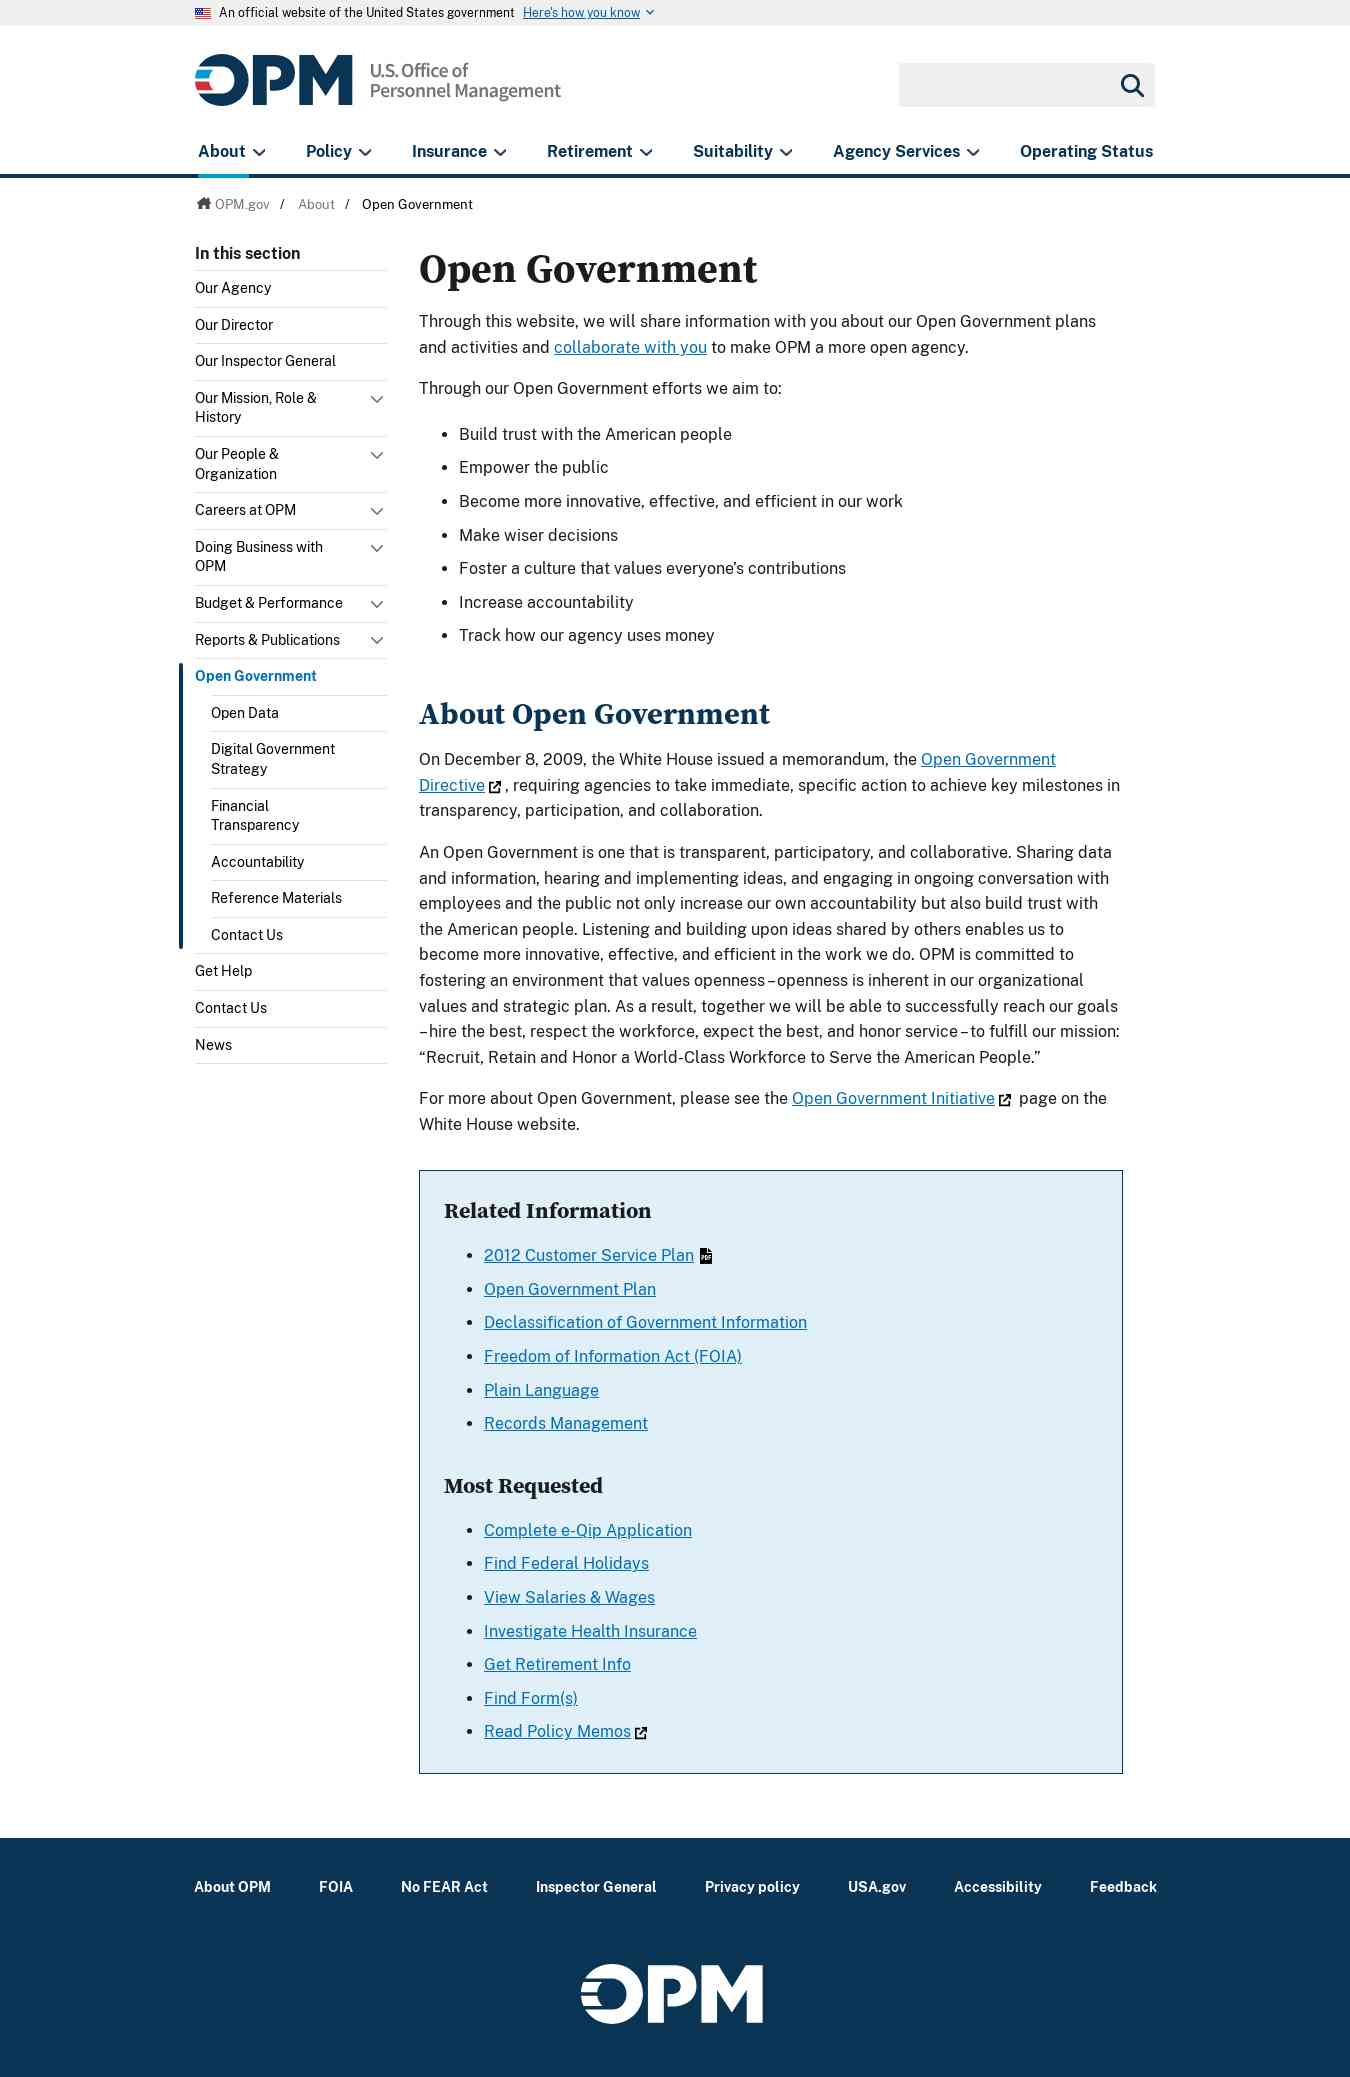 An official website of the United States government Here's how you know
OPM U.S. Office of
Personnel Management
About Policy Insurance Retirement Suitability Agency Services Operating Status
OPM.gov / About / Open Government
In this section
Our Agency
Our Director
Our Inspector General
Our Mission, Role &
History
Our People &
Organization
Careers at OPM
Doing Business with
OPM
Budget & Performance
Reports & Publications
Open Government
Open Data
Digital Government
Strategy
Financial
Transparency
Accountability
Reference Materials
Contact Us
Get Help
Contact Us
News
Open Government
Through this website, we will share information with you about our Open Government plans
and activities and collaborate with you to make OPM a more open agency.
Through our Open Government efforts we aim to:
• Build trust with the American people
• Empower the public
• Become more innovative, effective, and efficient in our work
• Make wiser decisions
• Foster a culture that values everyone's contributions
• Increase accountability
• Track how our agency uses money
About Open Government
On December 8, 2009, the White House issued a memorandum, the Open Government
Directive , requiring agencies to take immediate, specific action to achieve key milestones in
transparency, participation, and collaboration.
An Open Government is one that is transparent, participatory, and collaborative. Sharing data
and information, hearing and implementing ideas, and engaging in ongoing conversation with
employees and the public not only increase our own accountability but also build trust with
the American people. Listening and building upon ideas shared by others enables us to
become more innovative, effective, and efficient in the work we do. OPM is committed to
fostering an environment that values openness – openness is inherent in our organizational
values and strategic plan. As a result, together we will be able to successfully reach our goals
– hire the best, respect the workforce, expect the best, and honor service – to fulfill our mission:
“Recruit, Retain and Honor a World-Class Workforce to Serve the American People.”
For more about Open Government, please see the Open Government Initiative page on the
White House website.
Related Information
• 2012 Customer Service Plan PDF
• Open Government Plan
• Declassification of Government Information
• Freedom of Information Act (FOIA)
• Plain Language
• Records Management
Most Requested
• Complete e-Qip Application
• Find Federal Holidays
• View Salaries & Wages
• Investigate Health Insurance
• Get Retirement Info
• Find Form(s)
• Read Policy Memos
About OPM FOIA No FEAR Act Inspector General Privacy policy USA.gov Accessibility Feedback
OPM